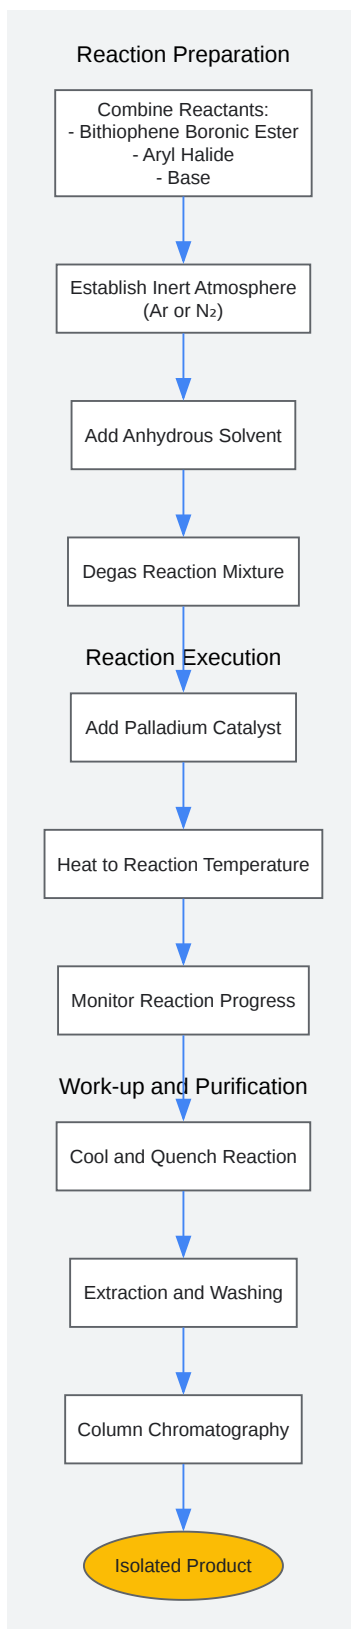 Reaction Preparation
Combine Reactants:
- Bithiophene Boronic Ester
- Aryl Halide
- Base
Establish Inert Atmosphere
(Ar or N₂)
Add Anhydrous Solvent
Degas Reaction Mixture
Reaction Execution
Add Palladium Catalyst
Heat to Reaction Temperature
Monitor Reaction Progress
Work-up and Purification
Cool and Quench Reaction
Extraction and Washing
Column Chromatography
Isolated Product